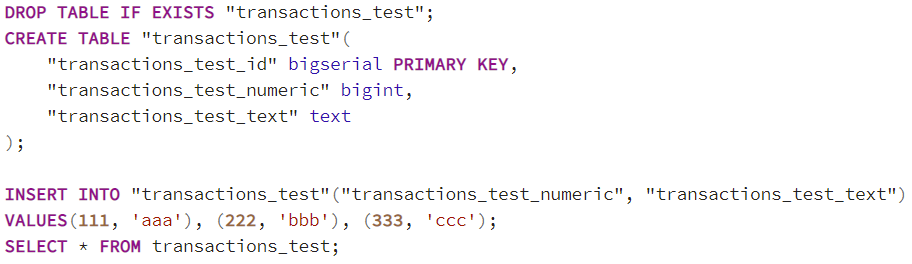 DROP TABLE IF EXISTS "transactions_test";
CREATE TABLE "transactions_test"(
    "transactions_test_id" bigserial PRIMARY KEY,
    "transactions_test_numeric" bigint,
    "transactions_test_text" text
);

INSERT INTO "transactions_test"("transactions_test_numeric", "transactions_test_text")
VALUES(111, 'aaa'), (222, 'bbb'), (333, 'ccc');
SELECT * FROM transactions_test;